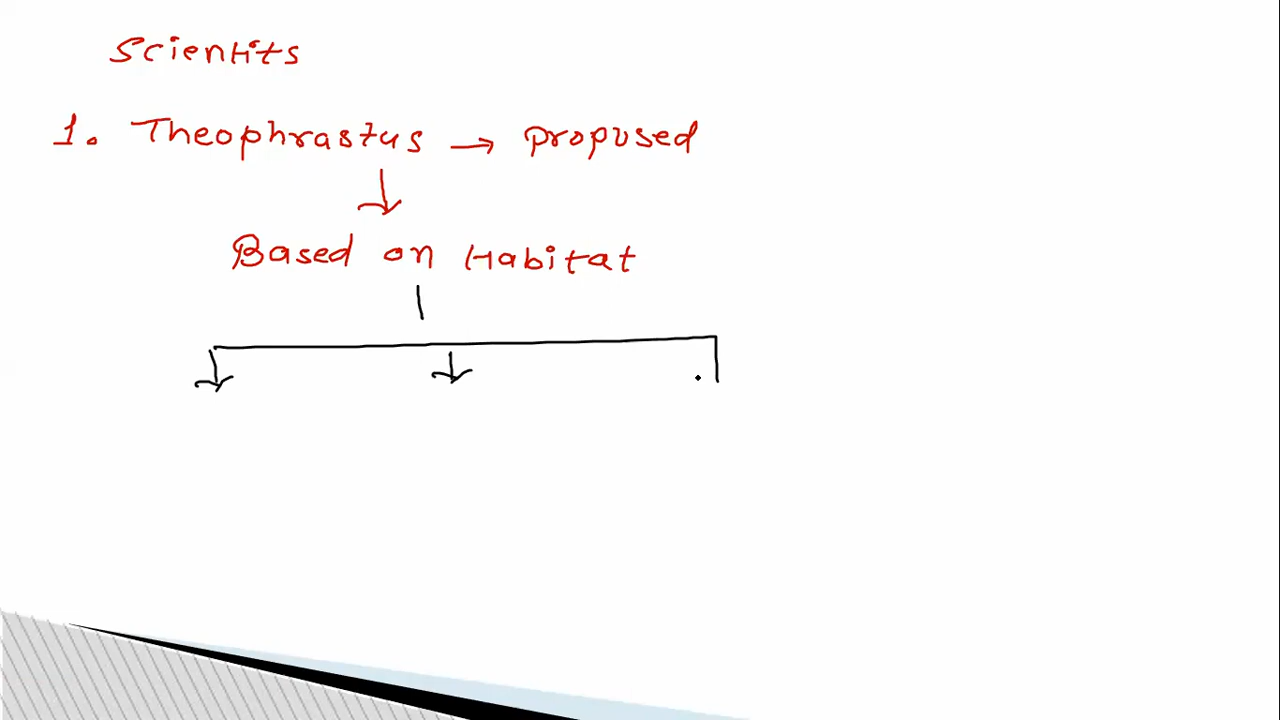 Scientits
1. Theophrastus → proposed
Based on Habitat